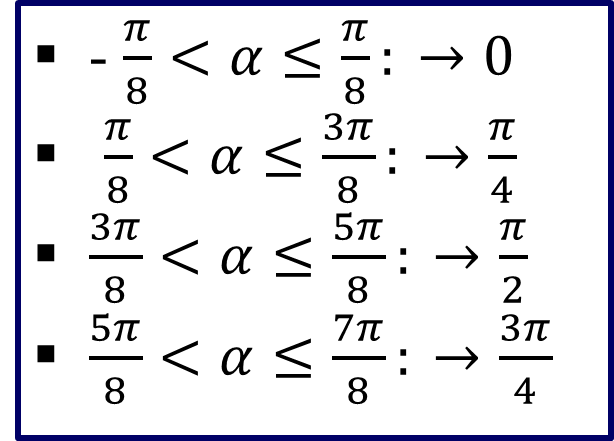 ▪ - π/8 < α ≤ π/8 : → 0
▪ π/8 < α ≤ 3π/8 : → π/4
▪ 3π/8 < α ≤ 5π/8 : → π/2
▪ 5π/8 < α ≤ 7π/8 : → 3π/4